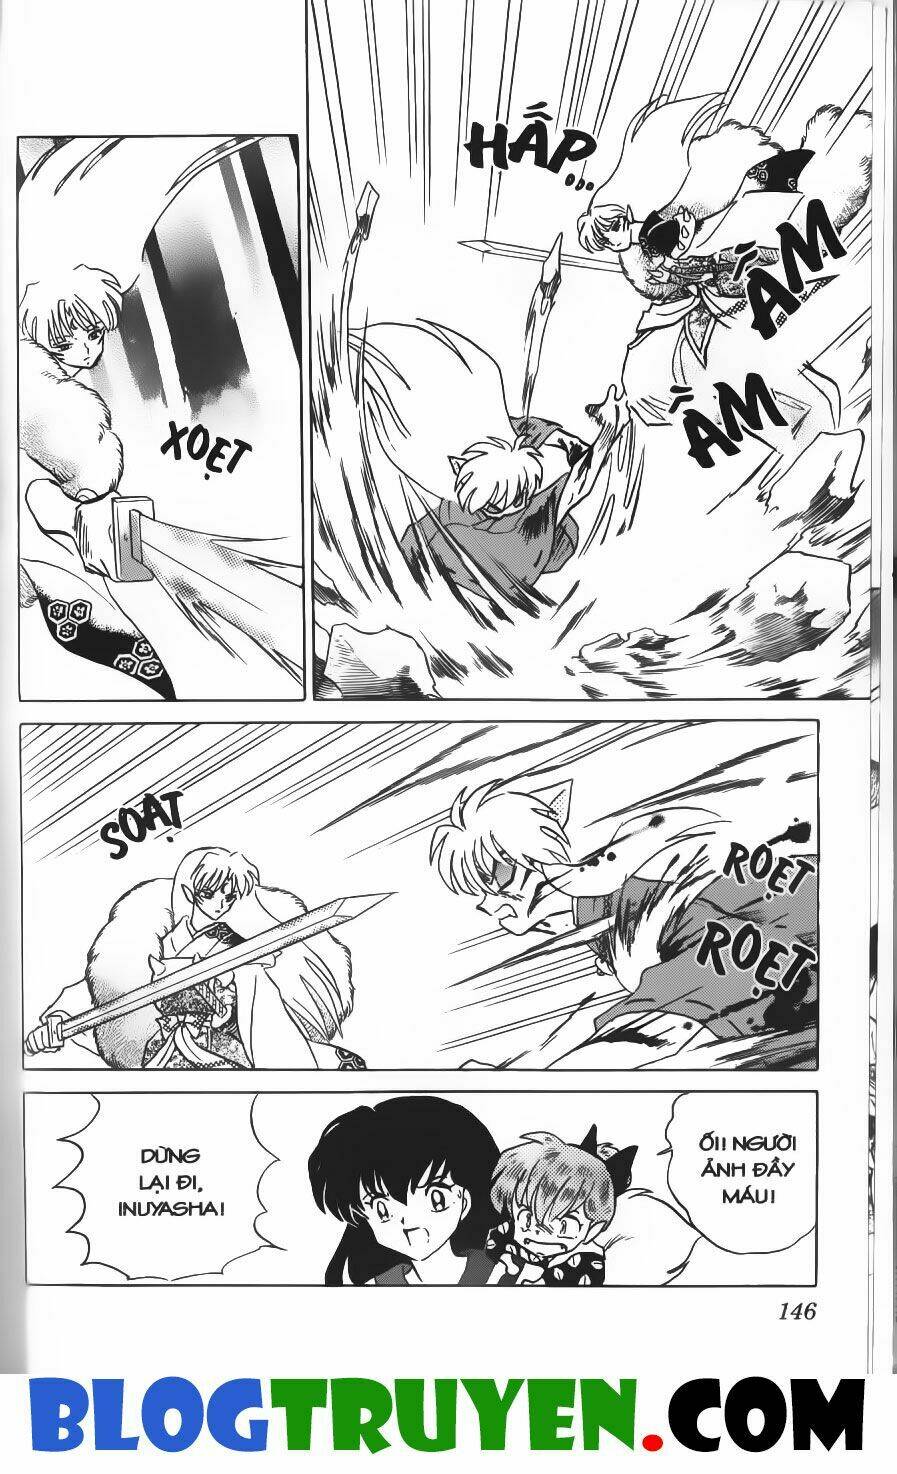 HẤP...
ẦM
ẦM
XOẸT
SOẠT
ROẸT
ROẸT
DỪNG
LẠI ĐI,
INUYASHA!
ỐI! NGƯỜI
ẢNH ĐẦY
MÁU!
146
BLOGTRUYEN.COM